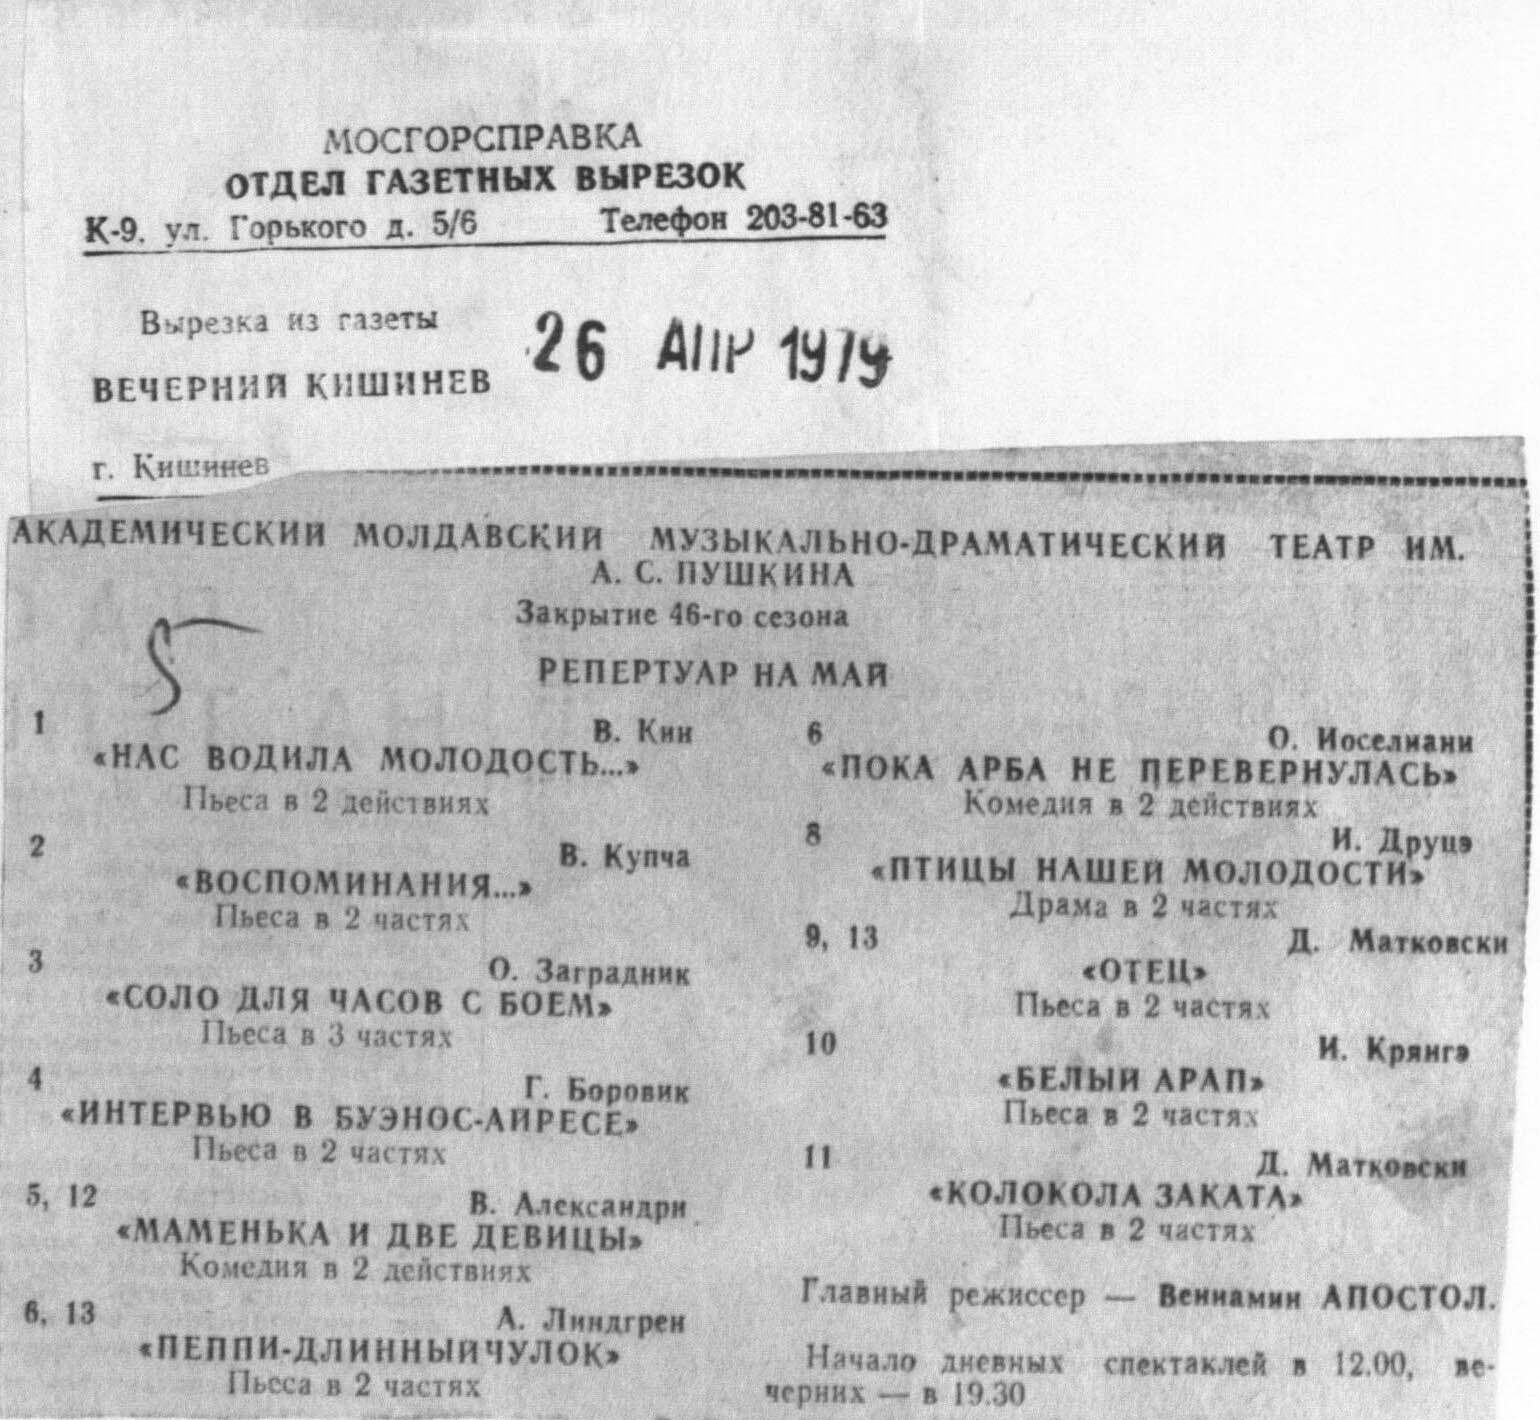 МОСГОРСПРАВКА
ОТДЕЛ ГАЗЕТНЫХ ВЫРЕЗОК
К-9, ул. Горького д. 5/6 Телефон 203-81-63
Вырезка из газеты
ВЕЧЕРНИЙ КИШИНЕВ
26 АПР 1979
г. Кишинев
АКАДЕМИЧЕСКИЙ МОЛДАВСКИЙ МУЗЫКАЛЬНО-ДРАМАТИЧЕСКИЙ ТЕАТР ИМ.
А. С. ПУШКИНА
Закрытие 46-го сезона
5
РЕПЕРТУАР НА МАЙ
1 В. Кин
«НАС ВОДИЛА МОЛОДОСТЬ...»
Пьеса в 2 действиях
2 В. Купча
«ВОСПОМИНАНИЯ...»
Пьеса в 2 частях
3 О. Заградник
«СОЛО ДЛЯ ЧАСОВ С БОЕМ»
Пьеса в 3 частях
4 Г. Боровик
«ИНТЕРВЬЮ В БУЭНОС-АЙРЕСЕ»
Пьеса в 2 частях
5, 12 В. Александри
«МАМЕНЬКА И ДВЕ ДЕВИЦЫ»
Комедия в 2 действиях
6, 13 А. Линдгрен
«ПЕППИ-ДЛИННЫЙЧУЛОК»
Пьеса в 2 частях
6 О. Иоселиани
«ПОКА АРБА НЕ ПЕРЕВЕРНУЛАСЬ»
Комедия в 2 действиях
8 И. Друцэ
«ПТИЦЫ НАШЕЙ МОЛОДОСТИ»
Драма в 2 частях
9, 13 Д. Матковски
«ОТЕЦ»
Пьеса в 2 частях
10 И. Крянгэ
«БЕЛЫЙ АРАП»
Пьеса в 2 частях
11 Д. Матковски
«КОЛОКОЛА ЗАКАТА»
Пьеса в 2 частях
Главный режиссер — Вениамин АПОСТОЛ.
Начало дневных спектаклей в 12.00, ве-
черних — в 19.30